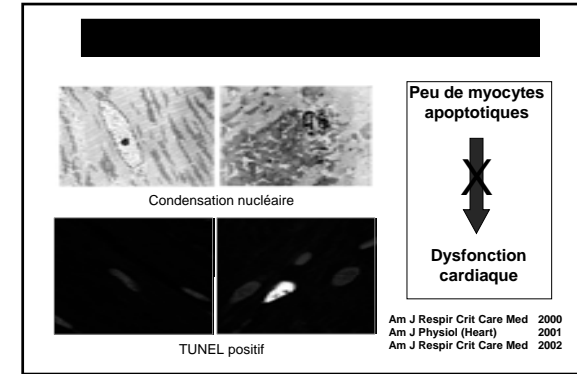 Condensation nucléaire
TUNEL positif
Peu de myocytes
apoptotiques
X
Dysfonction
cardiaque
Am J Respir Crit Care Med 2000
Am J Physiol (Heart) 2001
Am J Respir Crit Care Med 2002